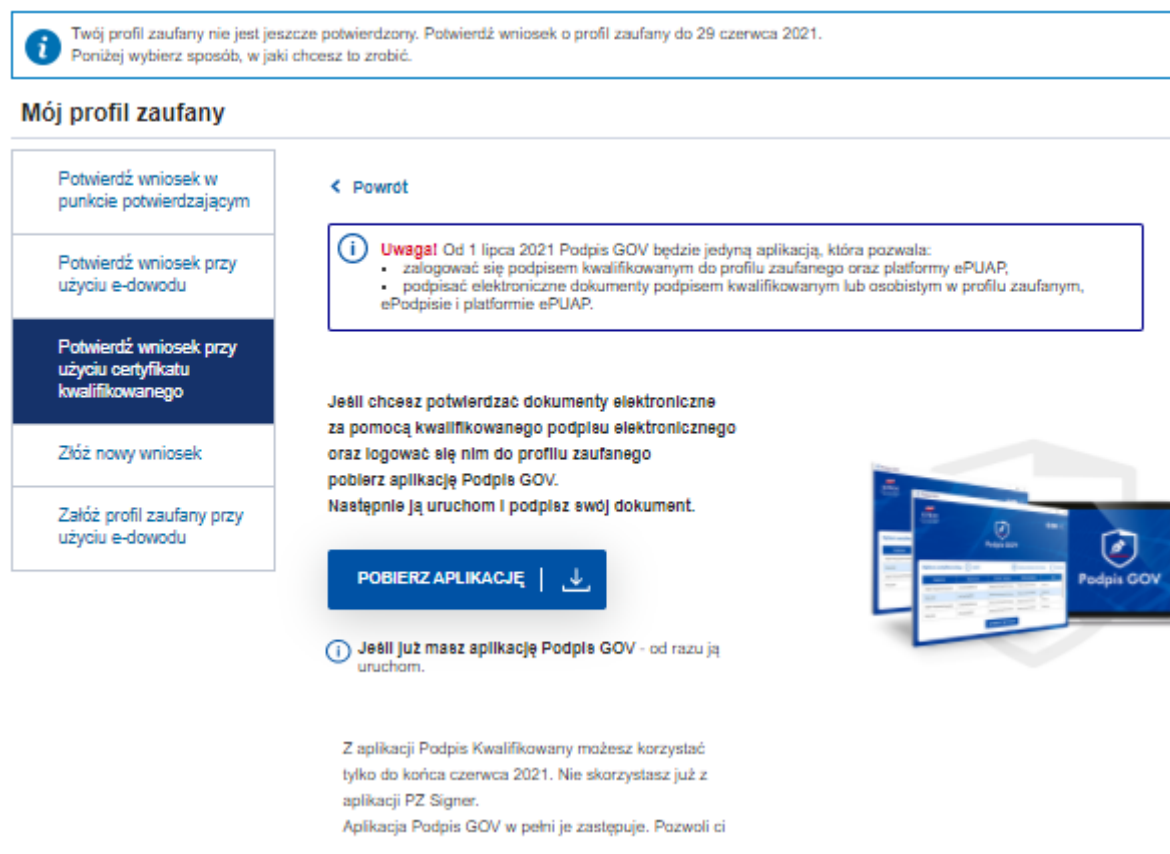 Twój profil zaufany nie jest jeszcze potwierdzony. Potwierdź wniosek o profil zaufany do 29 czerwca 2021.
Poniżej wybierz sposób, w jaki chcesz to zrobić.
Mój profil zaufany
Potwierdź wniosek w
punkcie potwierdzającym
Potwierdź wniosek przy
użyciu e-dowodu
Potwierdź wniosek przy
użyciu certyfikatu
kwalifikowanego
Złóż nowy wniosek
Załóż profil zaufany przy
użyciu e-dowodu
Powrót
Uwaga! Od 1 lipca 2021 Podpis GOV będzie jedyną aplikacją, która pozwala:
• zalogować się podpisem kwalifikowanym do profilu zaufanego oraz platformy ePUAP,
• podpisać elektroniczne dokumenty podpisem kwalifikowanym lub osobistym w profilu zaufanym,
ePodpisie i platformie ePUAP.
Jeśli chcesz potwierdzać dokumenty elektroniczne
za pomocą kwalifikowanego podpisu elektronicznego
oraz logować się nim do profilu zaufanego
pobierz aplikację Podpis GOV.
Następnie ją uruchom i podpisz swój dokument.
POBIERZ APLIKACJĘ
Jeśli już masz aplikację Podpis GOV - od razu ją
uruchom.
Podpis GOV
Podpis GOV
Z aplikacji Podpis Kwalifikowany możesz korzystać
tylko do końca czerwca 2021. Nie skorzystasz już z
aplikacji PZ Signer.
Aplikacja Podpis GOV w pełni je zastępuje. Pozwoli ci